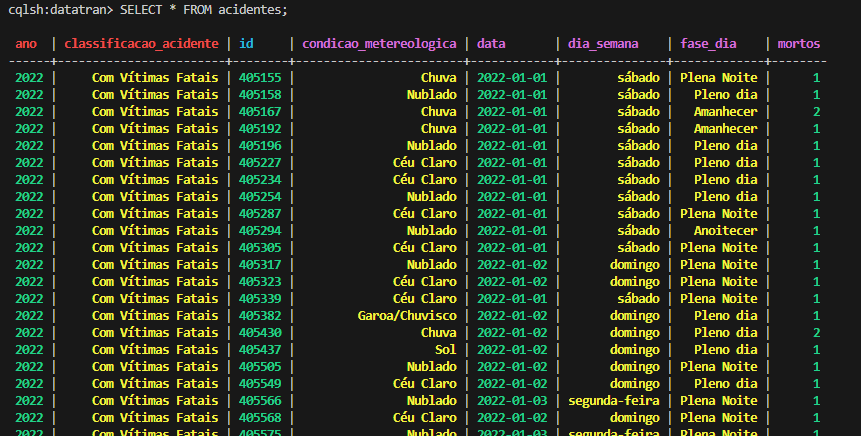 cqlsh:datatran> SELECT * FROM acidentes;
ano | classificacao_acidente | id | condicao_metereologica | data | dia_semana | fase_dia | mortos
2022 | Com Vítimas Fatais | 405155 | Chuva | 2022-01-01 | sábado | Plena Noite | 1
2022 | Com Vítimas Fatais | 405158 | Nublado | 2022-01-01 | sábado | Pleno dia | 1
2022 | Com Vítimas Fatais | 405167 | Chuva | 2022-01-01 | sábado | Amanhecer | 2
2022 | Com Vítimas Fatais | 405192 | Chuva | 2022-01-01 | sábado | Amanhecer | 1
2022 | Com Vítimas Fatais | 405196 | Nublado | 2022-01-01 | sábado | Pleno dia | 1
2022 | Com Vítimas Fatais | 405227 | Céu Claro | 2022-01-01 | sábado | Pleno dia | 1
2022 | Com Vítimas Fatais | 405234 | Céu Claro | 2022-01-01 | sábado | Pleno dia | 1
2022 | Com Vítimas Fatais | 405254 | Nublado | 2022-01-01 | sábado | Pleno dia | 1
2022 | Com Vítimas Fatais | 405287 | Céu Claro | 2022-01-01 | sábado | Plena Noite | 1
2022 | Com Vítimas Fatais | 405294 | Nublado | 2022-01-01 | sábado | Anoitecer | 1
2022 | Com Vítimas Fatais | 405305 | Céu Claro | 2022-01-01 | sábado | Plena Noite | 1
2022 | Com Vítimas Fatais | 405317 | Nublado | 2022-01-02 | domingo | Plena Noite | 1
2022 | Com Vítimas Fatais | 405323 | Céu Claro | 2022-01-02 | domingo | Plena Noite | 1
2022 | Com Vítimas Fatais | 405339 | Céu Claro | 2022-01-01 | sábado | Plena Noite | 1
2022 | Com Vítimas Fatais | 405382 | Garoa/Chuvisco | 2022-01-02 | domingo | Pleno dia | 1
2022 | Com Vítimas Fatais | 405430 | Chuva | 2022-01-02 | domingo | Pleno dia | 2
2022 | Com Vítimas Fatais | 405437 | Sol | 2022-01-02 | domingo | Pleno dia | 1
2022 | Com Vítimas Fatais | 405505 | Nublado | 2022-01-02 | domingo | Plena Noite | 1
2022 | Com Vítimas Fatais | 405549 | Céu Claro | 2022-01-02 | domingo | Pleno dia | 1
2022 | Com Vítimas Fatais | 405566 | Nublado | 2022-01-03 | segunda-feira | Plena Noite | 1
2022 | Com Vítimas Fatais | 405568 | Céu Claro | 2022-01-02 | domingo | Plena Noite | 1
2022 | Com Vítimas Fatais | 405575 | Nublado | 2022-01-03 | segunda-feira | Plena Noite | 1